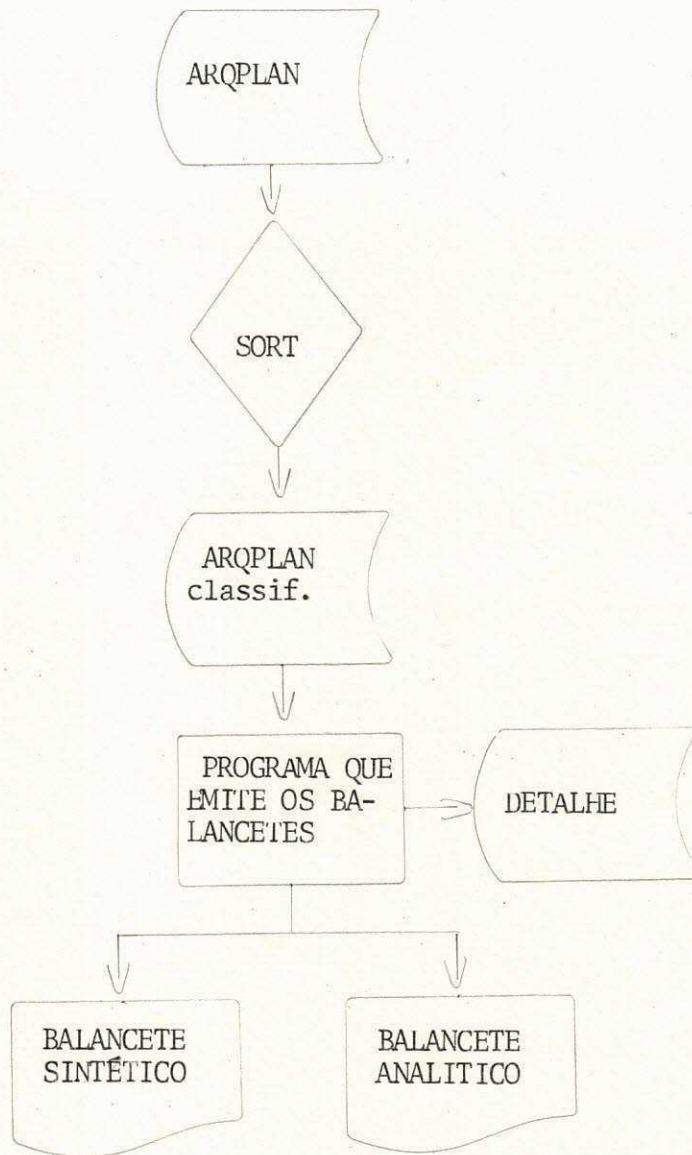 ARQPLAN
SORT
ARQPLAN
classif.
PROGRAMA QUE
EMITE OS BA-
LANCETES
DETALHE
BALANCETE
SINTÉTICO
BALANCETE
ANALITICO